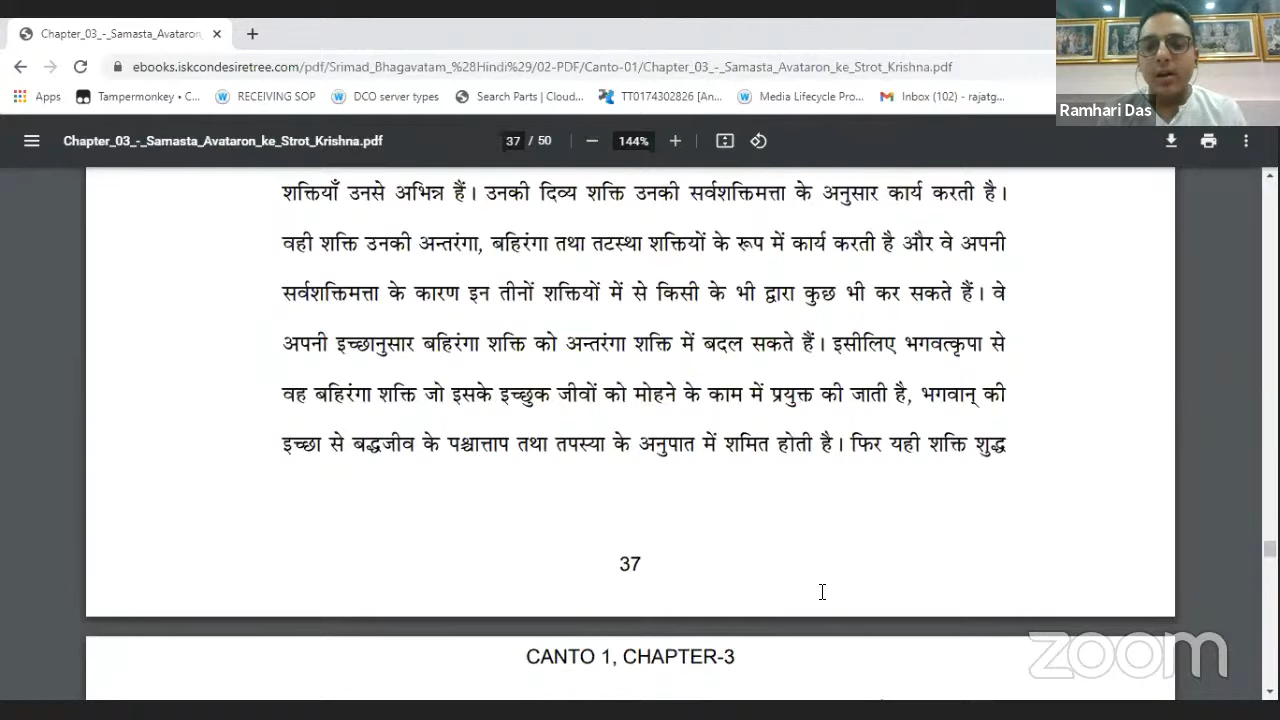 Chapter_03_-_Samasta_Avataron
ebooks.iskcondesiretree.com/pdf/Srimad_Bhagavatam_%28Hindi%29/02-PDF/Canto-01/Chapter_03_-_Samasta_Avataron_ke_Strot_Krishna.pdf
Apps Tampermonkey • C... RECEIVING SOP DCO server types Search Parts | Cloud... TT0174302826 [An... Media Lifecycle Pro... Inbox (102) - rajatg...
Ramhari Das
Chapter_03_-_Samasta_Avataron_ke_Strot_Krishna.pdf 37 / 50 144%
शक्तियाँ उनसे अभिन्न हैं। उनकी दिव्य शक्ति उनकी सर्वशक्तिमत्ता के अनुसार कार्य करती है।
वही शक्ति उनकी अन्तरंगा, बहिरंगा तथा तटस्था शक्तियों के रूप में कार्य करती है और वे अपनी
सर्वशक्तिमत्ता के कारण इन तीनों शक्तियों में से किसी के भी द्वारा कुछ भी कर सकते हैं। वे
अपनी इच्छानुसार बहिरंगा शक्ति को अन्तरंगा शक्ति में बदल सकते हैं। इसीलिए भगवत्कृपा से
वह बहिरंगा शक्ति जो इसके इच्छुक जीवों को मोहने के काम में प्रयुक्त की जाती है, भगवान् की
इच्छा से बद्धजीव के पश्चात्ताप तथा तपस्या के अनुपात में शमित होती है। फिर यही शक्ति शुद्ध
37
CANTO 1, CHAPTER-3
zoom